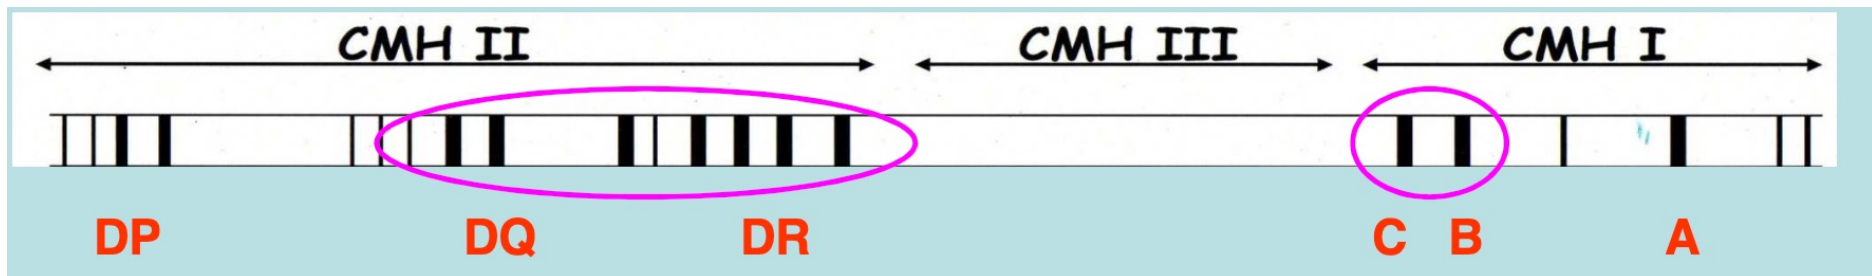 CMH II CMH III CMH I
DP DQ DR C B A